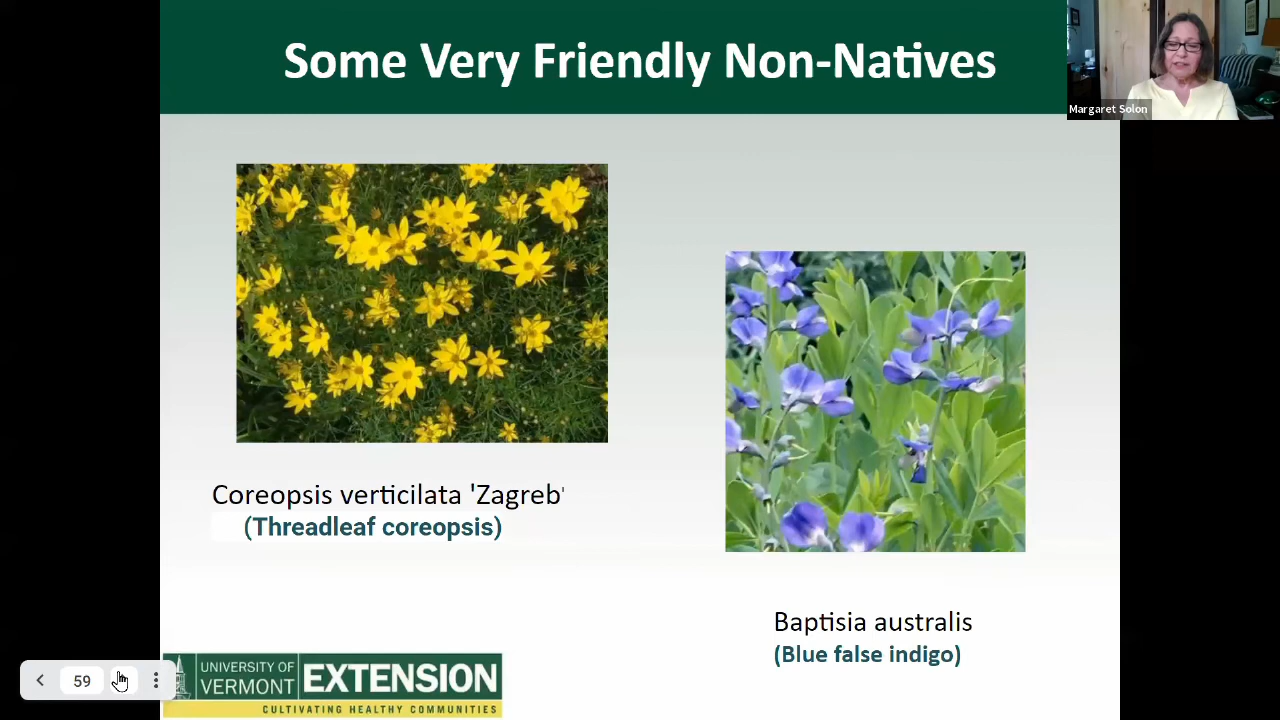 Some Very Friendly Non-Natives
Margaret Solon
Coreopsis verticilata 'Zagreb'
(Threadleaf coreopsis)
Baptisia australis
(Blue false indigo)
59
UNIVERSITY OF
VERMONT
EXTENSION
CULTIVATING HEALTHY COMMUNITIES